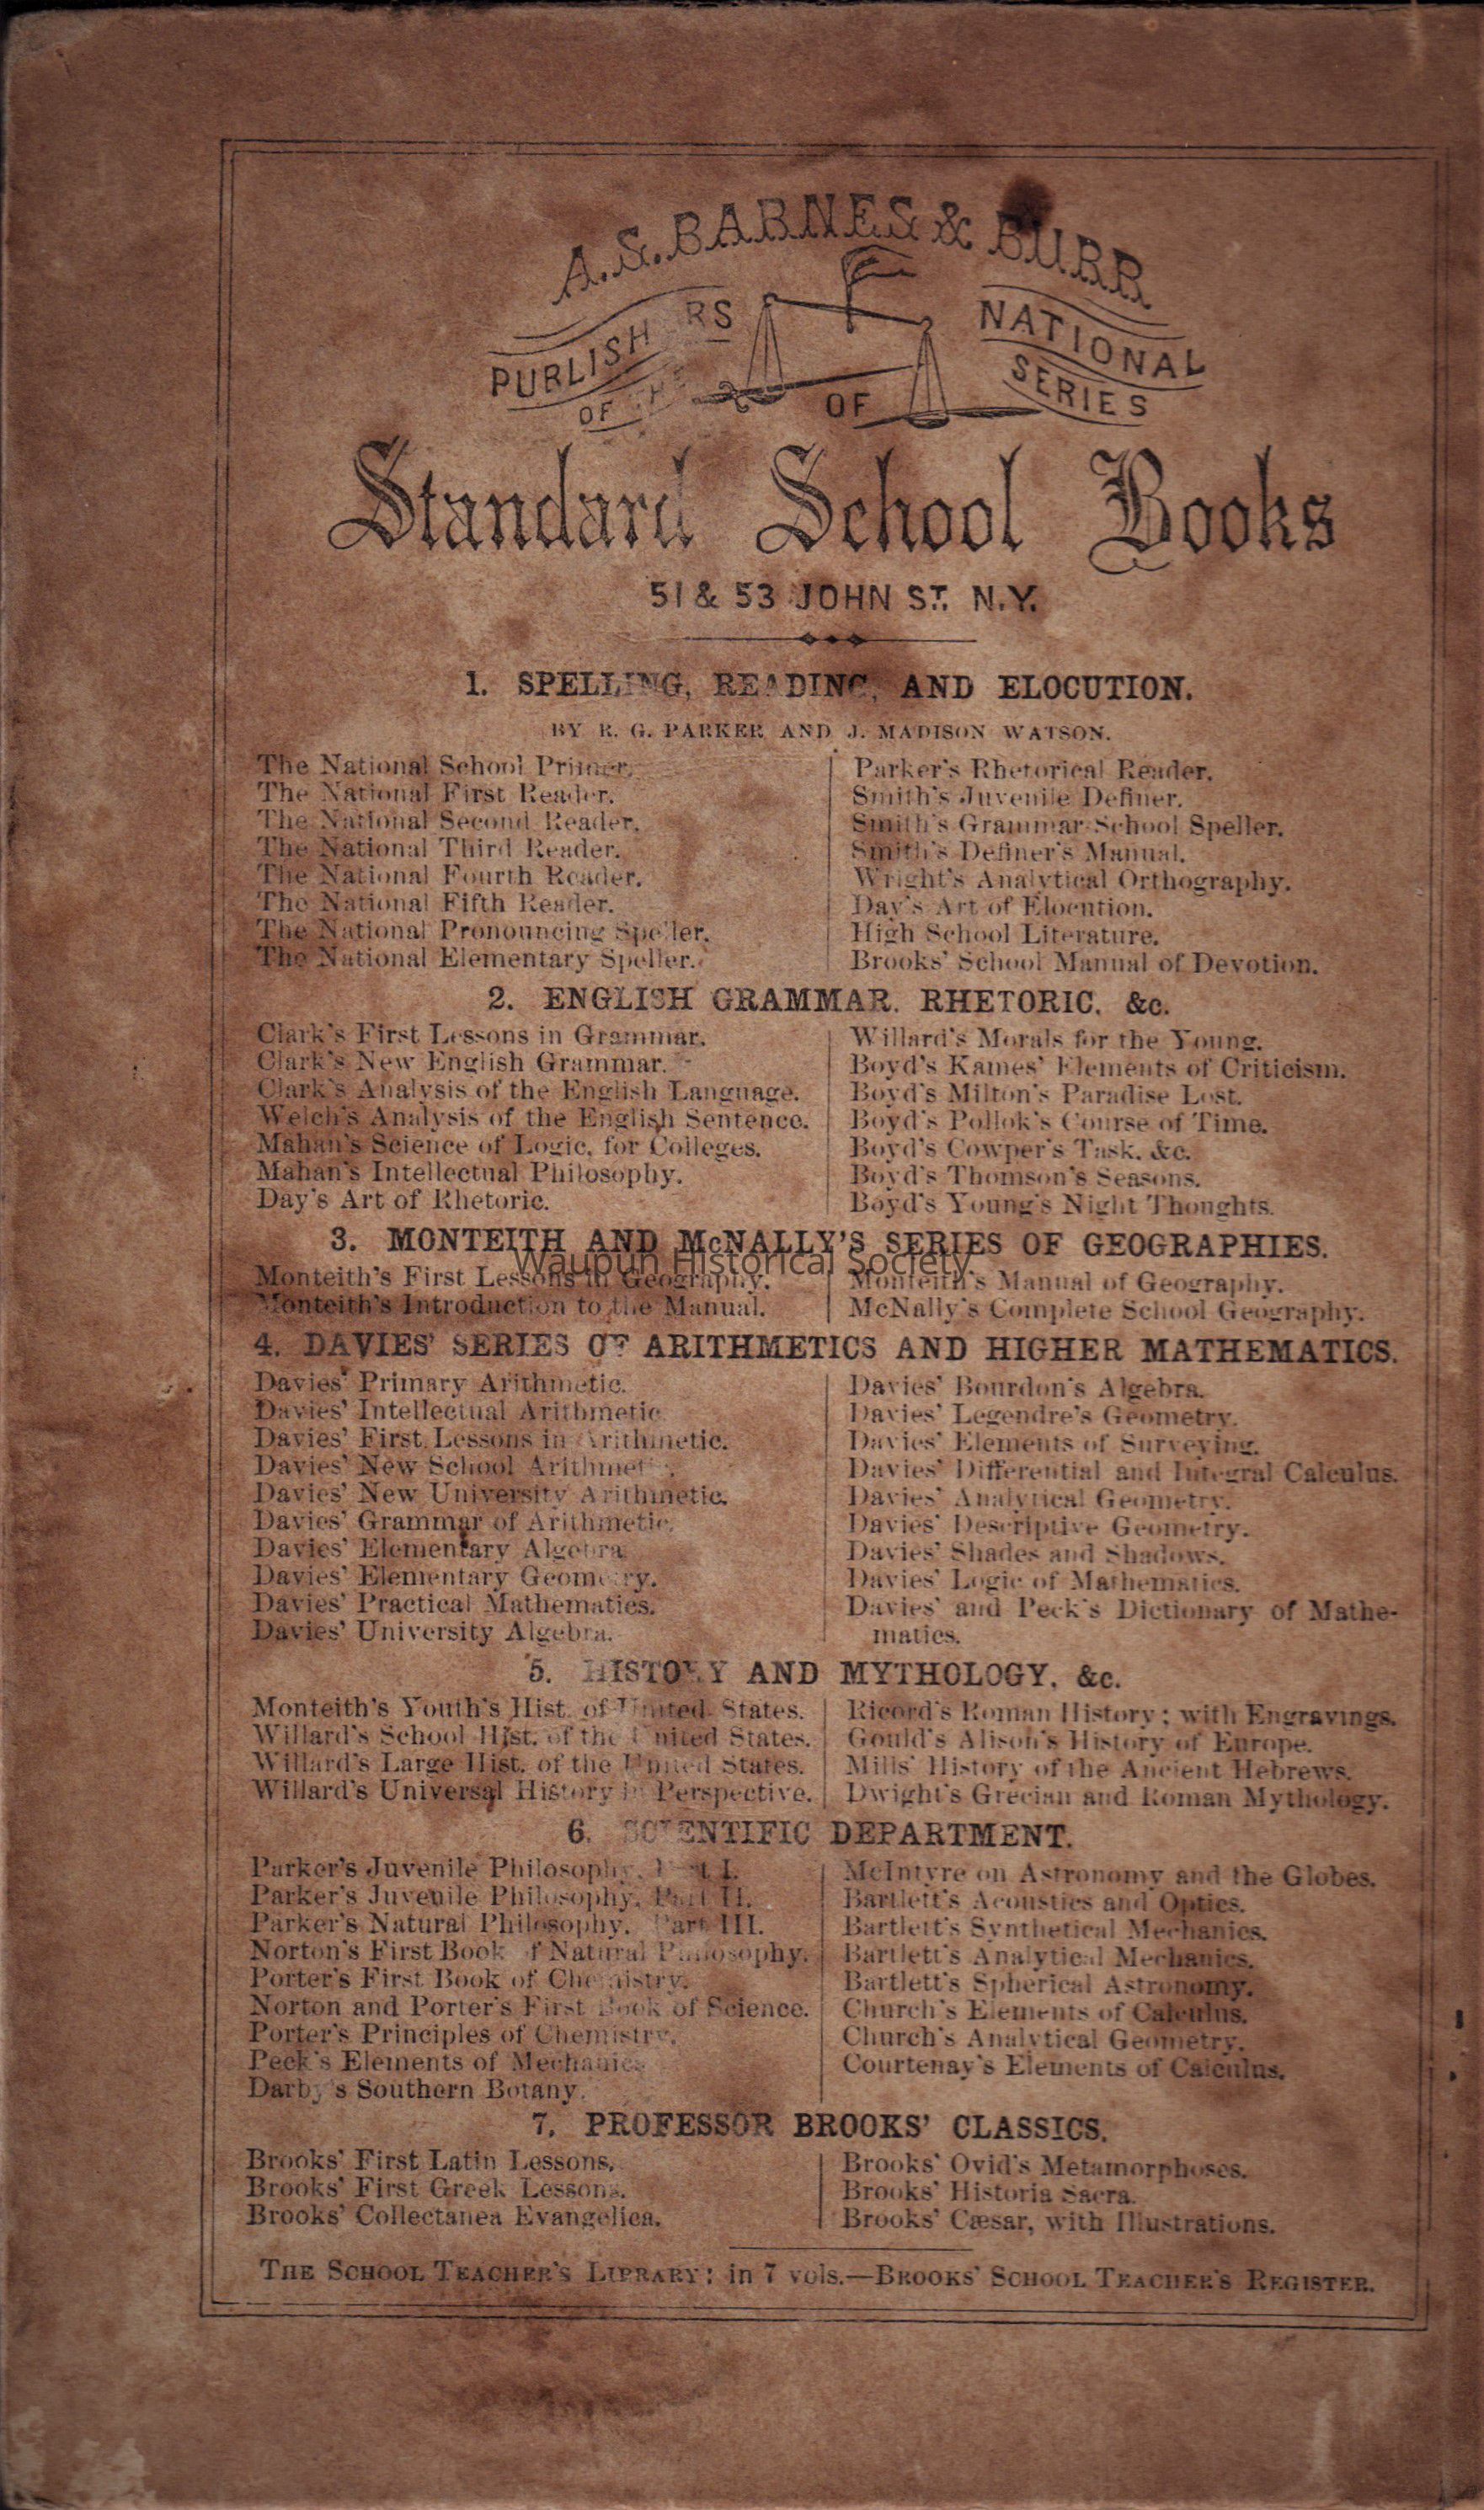 A. S. BARNES & BURR
PUBLISHERS
OF THE
NATIONAL
SERIES
OF
Standard School Books
51 & 53 JOHN ST. N.Y.
1. SPELLING, READING, AND ELOCUTION.
BY R. G. PARKER AND J. MADISON WATSON.
The National School Primer.
The National First Reader.
The National Second Reader.
The National Third Reader.
The National Fourth Reader.
The National Fifth Reader.
The National Pronouncing Speller.
The National Elementary Speller.
Parker's Rhetorical Reader.
Smith's Juvenile Definer.
Smith's Grammar School Speller.
Smith's Definer's Manual.
Wright's Analytical Orthography.
Day's Art of Elocution.
High School Literature.
Brooks' School Manual of Devotion.
2. ENGLISH GRAMMAR, RHETORIC, &c.
Clark's First Lessons in Grammar.
Clark's New English Grammar.
Clark's Analysis of the English Language.
Welch's Analysis of the English Sentence.
Mahan's Science of Logic, for Colleges.
Mahan's Intellectual Philosophy.
Day's Art of Rhetoric.
Willard's Morals for the Young.
Boyd's Kames' Elements of Criticism.
Boyd's Milton's Paradise Lost.
Boyd's Pollok's Course of Time.
Boyd's Cowper's Task, &c.
Boyd's Thomson's Seasons.
Boyd's Young's Night Thoughts.
3. MONTEITH AND McNALLY'S SERIES OF GEOGRAPHIES.
Waupun Historical Society
Monteith's First Lessons in Geography.
Monteith's Introduction to the Manual.
Monteith's Manual of Geography.
McNally's Complete School Geography.
4. DAVIES' SERIES OF ARITHMETICS AND HIGHER MATHEMATICS.
Davies' Primary Arithmetic.
Davies' Intellectual Arithmetic
Davies' First Lessons in Arithmetic.
Davies' New School Arithmetic.
Davies' New University Arithmetic.
Davies' Grammar of Arithmetic.
Davies' Elementary Algebra.
Davies' Elementary Geometry.
Davies' Practical Mathematics.
Davies' University Algebra.
Davies' Bourdon's Algebra.
Davies' Legendre's Geometry.
Davies' Elements of Surveying.
Davies' Differential and Integral Calculus.
Davies' Analytical Geometry.
Davies' Descriptive Geometry.
Davies' Shades and Shadows.
Davies' Logic of Mathematics.
Davies' and Peck's Dictionary of Mathe-
matics.
5. HISTORY AND MYTHOLOGY, &c.
Monteith's Youth's Hist. of United States.
Willard's School Hist. of the United States.
Willard's Large Hist. of the United States.
Willard's Universal History in Perspective.
Ricord's Roman History; with Engravings.
Gould's Alison's History of Europe.
Mills' History of the Ancient Hebrews.
Dwight's Grecian and Roman Mythology.
6. SCIENTIFIC DEPARTMENT.
Parker's Juvenile Philosophy, Part I.
Parker's Juvenile Philosophy, Part II.
Parker's Natural Philosophy, Part III.
Norton's First Book of Natural Philosophy.
Porter's First Book of Chemistry.
Norton and Porter's First Book of Science.
Porter's Principles of Chemistry.
Peck's Elements of Mechanics
Darby's Southern Botany.
McIntyre on Astronomy and the Globes.
Bartlett's Acoustics and Optics.
Bartlett's Synthetical Mechanics.
Bartlett's Analytical Mechanics.
Bartlett's Spherical Astronomy.
Church's Elements of Calculus.
Church's Analytical Geometry.
Courtenay's Elements of Calculus.
7. PROFESSOR BROOKS' CLASSICS.
Brooks' First Latin Lessons.
Brooks' First Greek Lessons.
Brooks' Collectanea Evangelica.
Brooks' Ovid's Metamorphoses.
Brooks' Historia Sacra.
Brooks' Cæsar, with Illustrations.
THE SCHOOL TEACHER'S LIBRARY; in 7 vols.—BROOKS' SCHOOL TEACHER'S REGISTER.